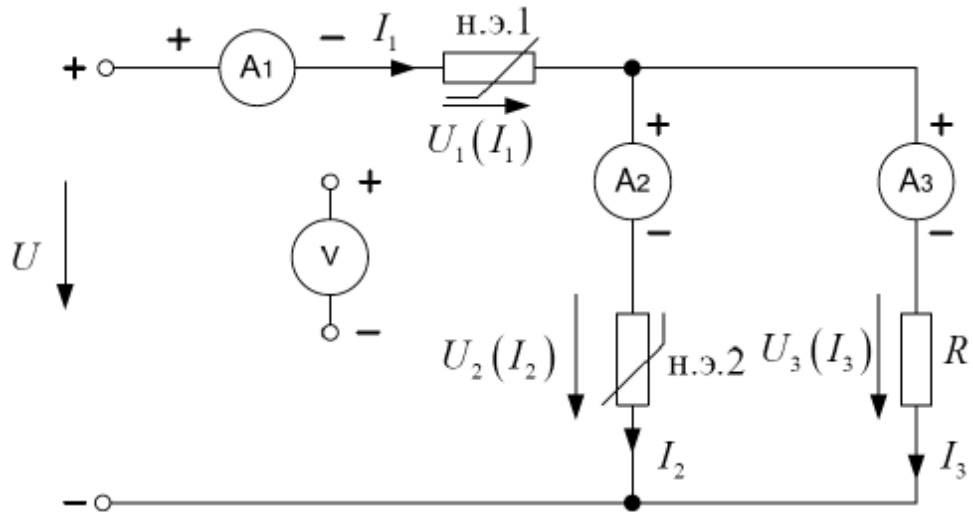 + − I₁ н.э.1
+ A1
U₁(I₁)
+ +
+ A2 A3
V − −
U
− U₂(I₂) н.э.2 U₃(I₃) R
I₂ I₃
−